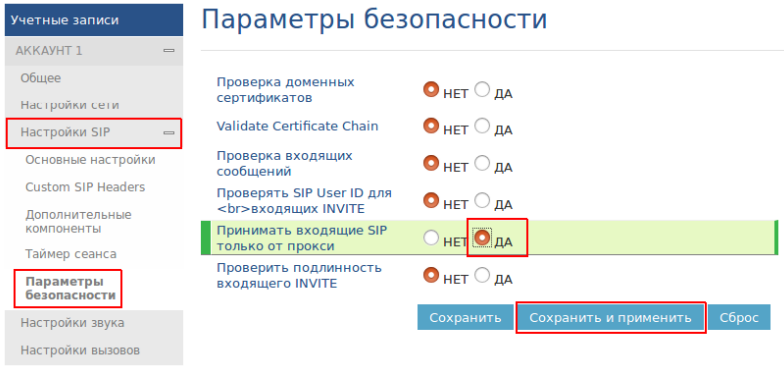 Учетные записи
Параметры безопасности
АККАУНТ 1
Общее
Настройки сети
Настройки SIP
Основные настройки
Custom SIP Headers
Дополнительные
компоненты
Таймер сеанса
Параметры
безопасности
Настройки звука
Настройки вызовов
Проверка доменных
сертификатов
НЕТ ДА
Validate Certificate Chain
НЕТ ДА
Проверка входящих
сообщений
НЕТ ДА
Проверять SIP User ID для
<br>входящих INVITE
НЕТ ДА
Принимать входящие SIP
только от прокси
НЕТ ДА
Проверить подлинность
входящего INVITE
НЕТ ДА
Сохранить Сохранить и применить Сброс